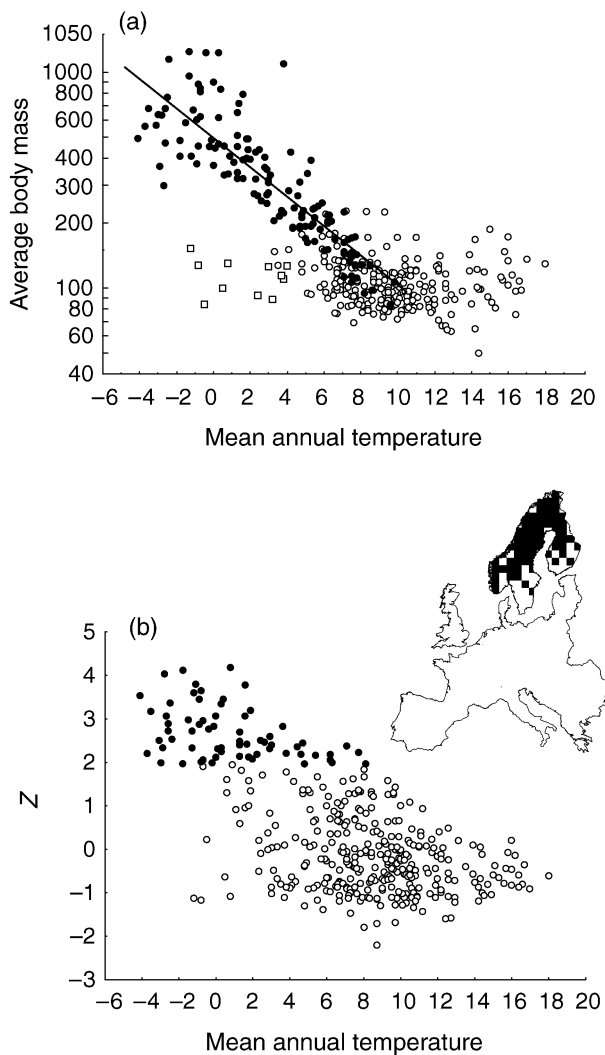 (a)
1050
1000
800
600
400
300
200
100
80
60
40
Average body mass
−6 −4 −2 0 2 4 6 8 10 12 14 16 18 20
Mean annual temperature
(b)
5
4
3
2
1
0
−1
−2
−3
Z
−4 −2 0 2 4 6 8 10 12 14 16 18 20
Mean annual temperature